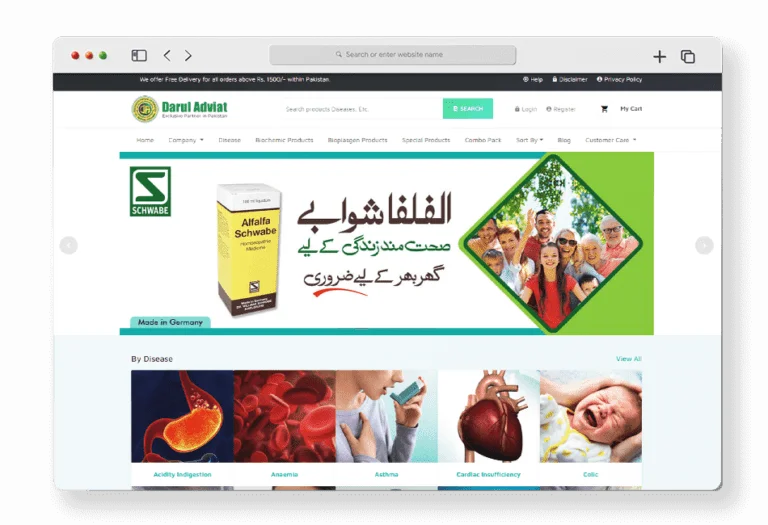 Search or enter website name
We offer Free Delivery for all orders above Rs. 1500/- within Pakistan.
Help
Disclaimer
Privacy Policy
Darul Adviat
Exclusive Partner in Pakistan
Search products Diseases, Etc.
SEARCH
Login
Register
My Cart
Home
Company
Disease
Biochemic Products
Bioplasgen Products
Special Products
Combo Pack
Sort By
Blog
Customer Care
SCHWABE
Alfalfa
Schwabe
Homoeopathic
Medicine
الفلفا شوابے
صحت مند زندگی کے لیے
گھر بھر کے لیے ضروری
Made in Germany
By Disease
View All
Acidity Indigestion
Anaemia
Asthma
Cardiac Insufficiency
Colic